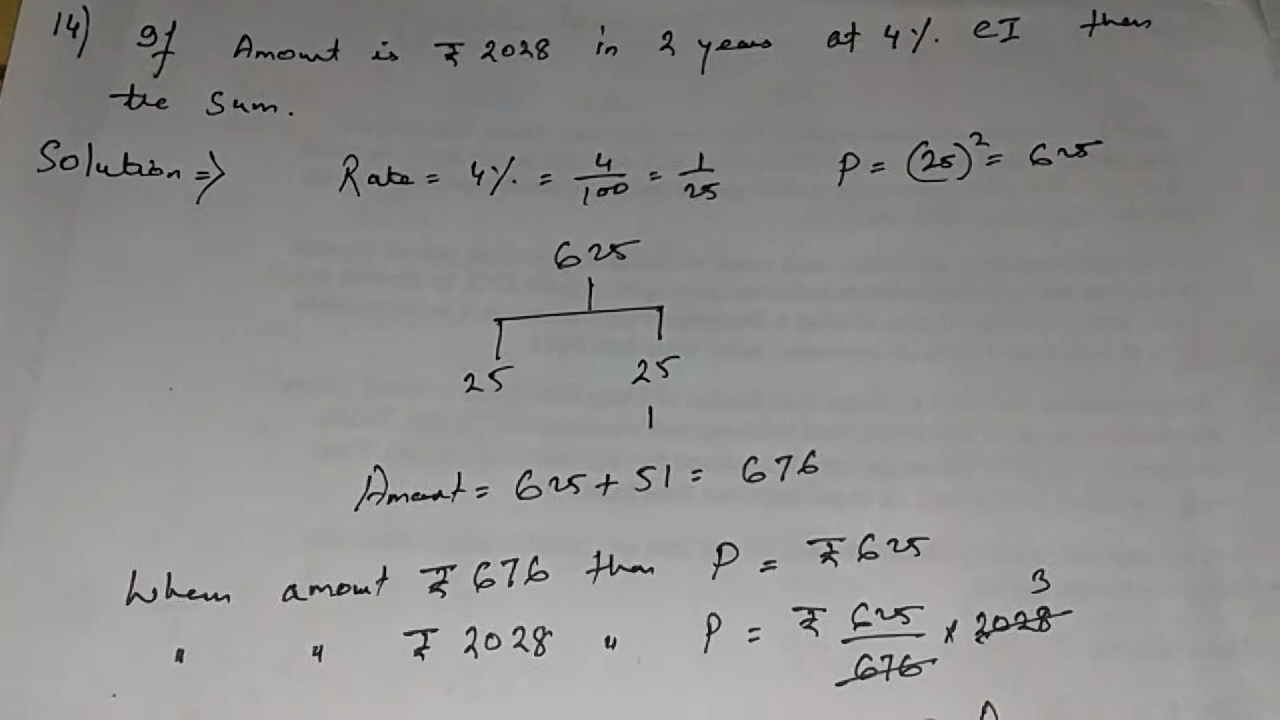 14) If Amount is ₹ 2028 in 2 years at 4%. CI then
the sum.
Solution => Rate = 4%. = 4/100 = 1/25 P = (25)² = 625
625
25 25
1
Amount = 625 + 51 = 676
When amount ₹ 676 then P = ₹ 625
" " ₹ 2028 " P = ₹ 625/676 × 2028 3